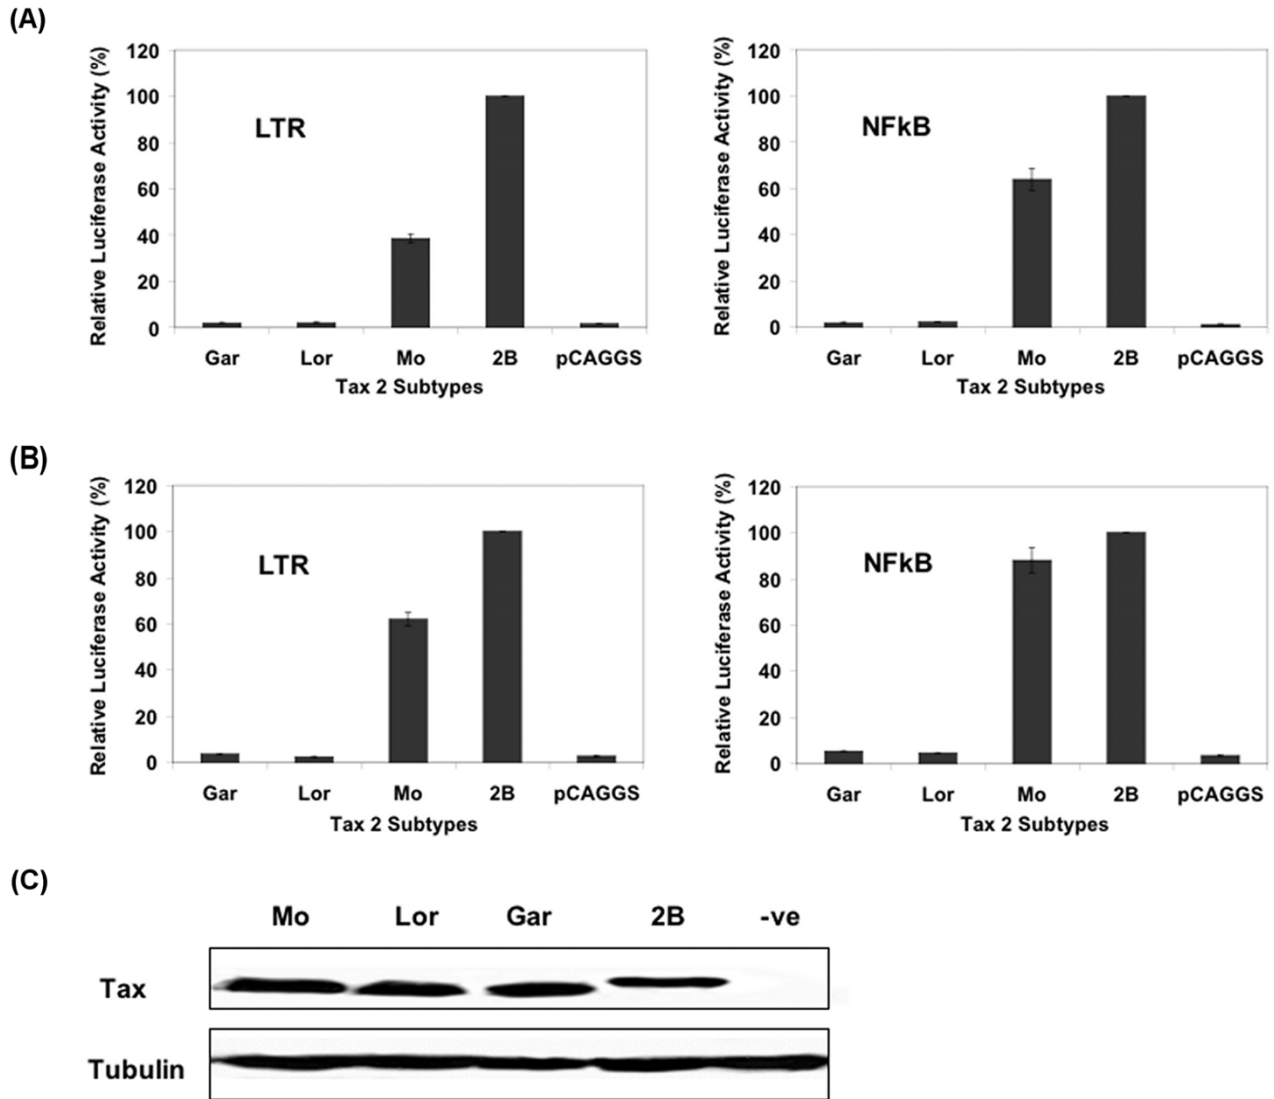 (A)
Relative Luciferase Activity (%)
120
100
80
60
40
20
0
LTR
Gar Lor Mo 2B pCAGGS
Tax 2 Subtypes
Relative Luciferase Activity (%)
120
100
80
60
40
20
0
NFkB
Gar Lor Mo 2B pCAGGS
Tax 2 Subtypes
(B)
Relative Luciferase Activity (%)
120
100
80
60
40
20
0
LTR
Gar Lor Mo 2B pCAGGS
Tax 2 Subtypes
Relative Luciferase Activity (%)
120
100
80
60
40
20
0
NFkB
Gar Lor Mo 2B pCAGGS
Tax 2 Subtypes
(C)
Mo Lor Gar 2B -ve
Tax
Tubulin